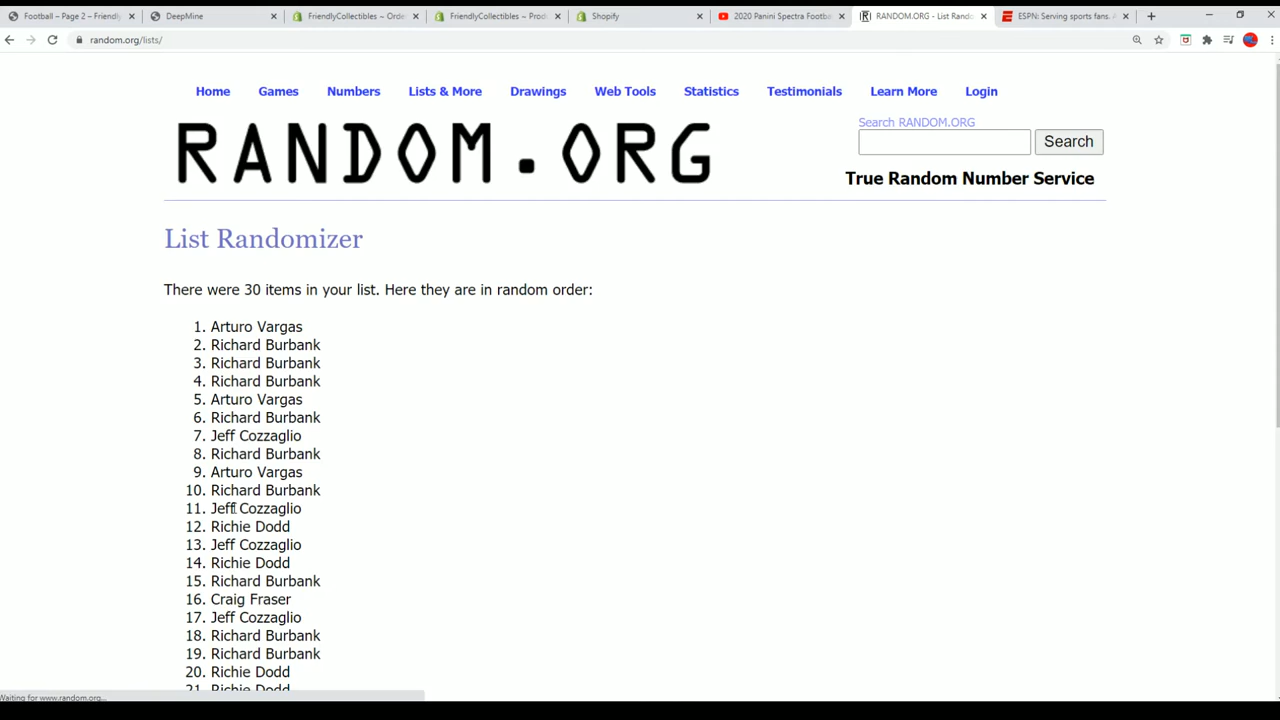 Football – Page 2 – Friendly
DeepMine
FriendlyCollectibles ~ Orde
FriendlyCollectibles ~ Prod
Shopify
2020 Panini Spectra Footba
RANDOM.ORG - List Rando
ESPN: Serving sports fans. A
random.org/lists/
Home Games Numbers Lists & More Drawings Web Tools Statistics Testimonials Learn More Login
RANDOM.ORG
Search RANDOM.ORG
Search
True Random Number Service
List Randomizer
There were 30 items in your list. Here they are in random order:
1. Arturo Vargas
2. Richard Burbank
3. Richard Burbank
4. Richard Burbank
5. Arturo Vargas
6. Richard Burbank
7. Jeff Cozzaglio
8. Richard Burbank
9. Arturo Vargas
10. Richard Burbank
11. Jeff Cozzaglio
12. Richie Dodd
13. Jeff Cozzaglio
14. Richie Dodd
15. Richard Burbank
16. Craig Fraser
17. Jeff Cozzaglio
18. Richard Burbank
19. Richard Burbank
20. Richie Dodd
21. Richie Dodd
Waiting for www.random.org...